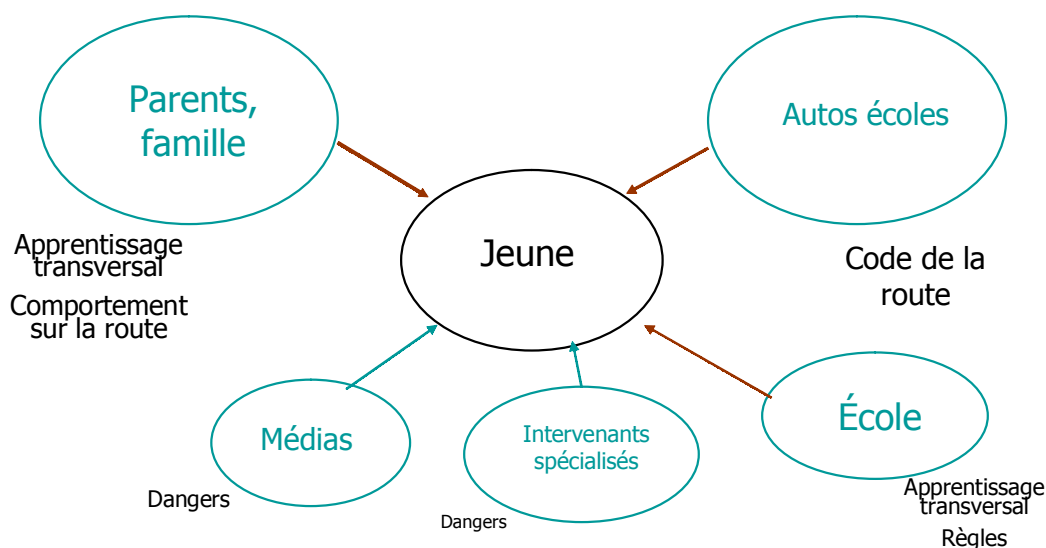 Parents,
famille
Autos écoles
Jeune
Apprentissage
transversal
Comportement
sur la route
Code de la
route
Médias
Intervenants
spécialisés
École
Dangers
Dangers
Apprentissage
transversal
Règles